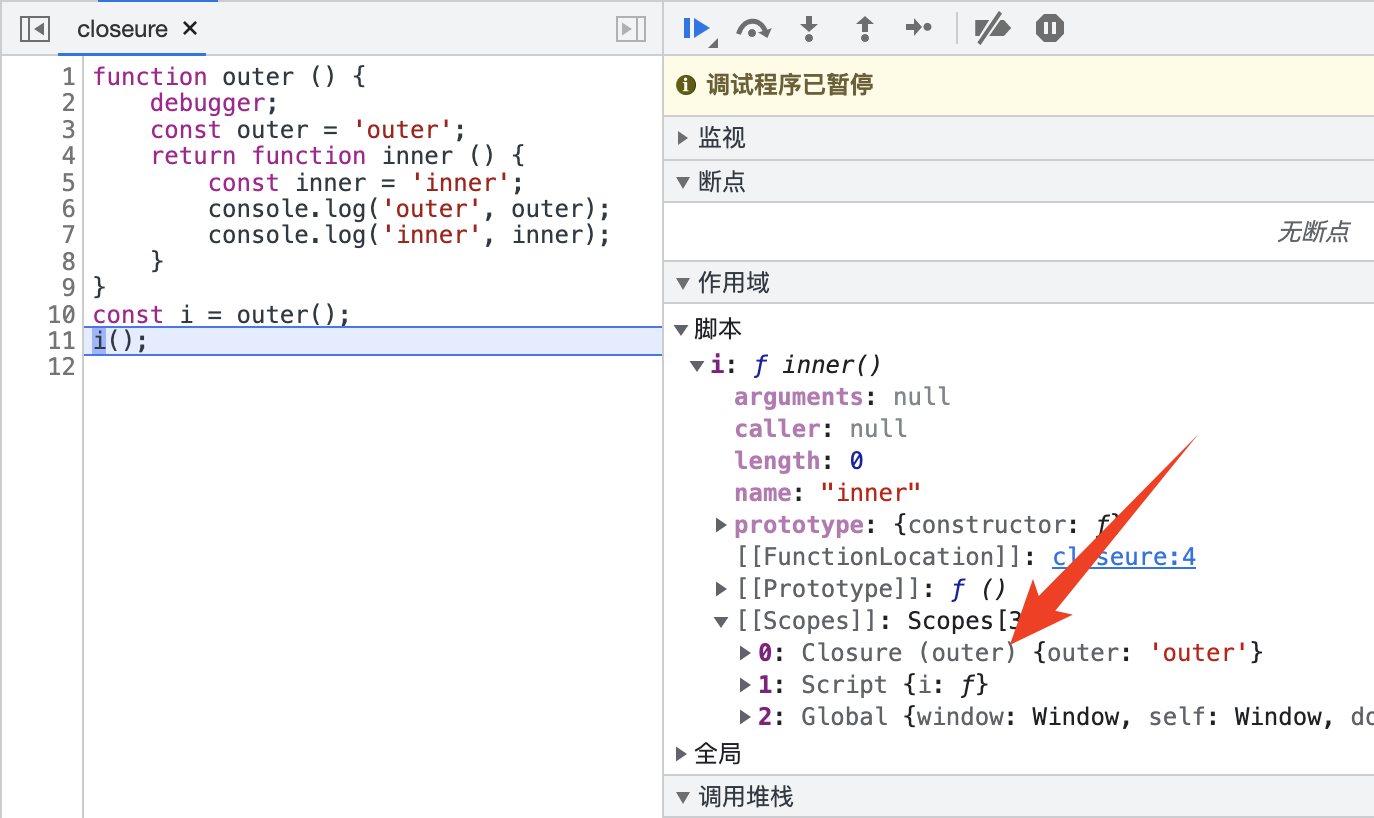 closeure ×
1 function outer () {
2 debugger;
3 const outer = 'outer';
4 return function inner () {
5 const inner = 'inner';
6 console.log('outer', outer);
7 console.log('inner', inner);
8 }
9 }
10 const i = outer();
11 i();
12
调试程序已暂停
监视
断点
无断点
作用域
脚本
i: ƒ inner()
arguments: null
caller: null
length: 0
name: "inner"
prototype: {constructor: ƒ}
[[FunctionLocation]]: closeure:4
[[Prototype]]: ƒ ()
[[Scopes]]: Scopes[3
0: Closure (outer) {outer: 'outer'}
1: Script {i: ƒ}
2: Global {window: Window, self: Window, do
全局
调用堆栈